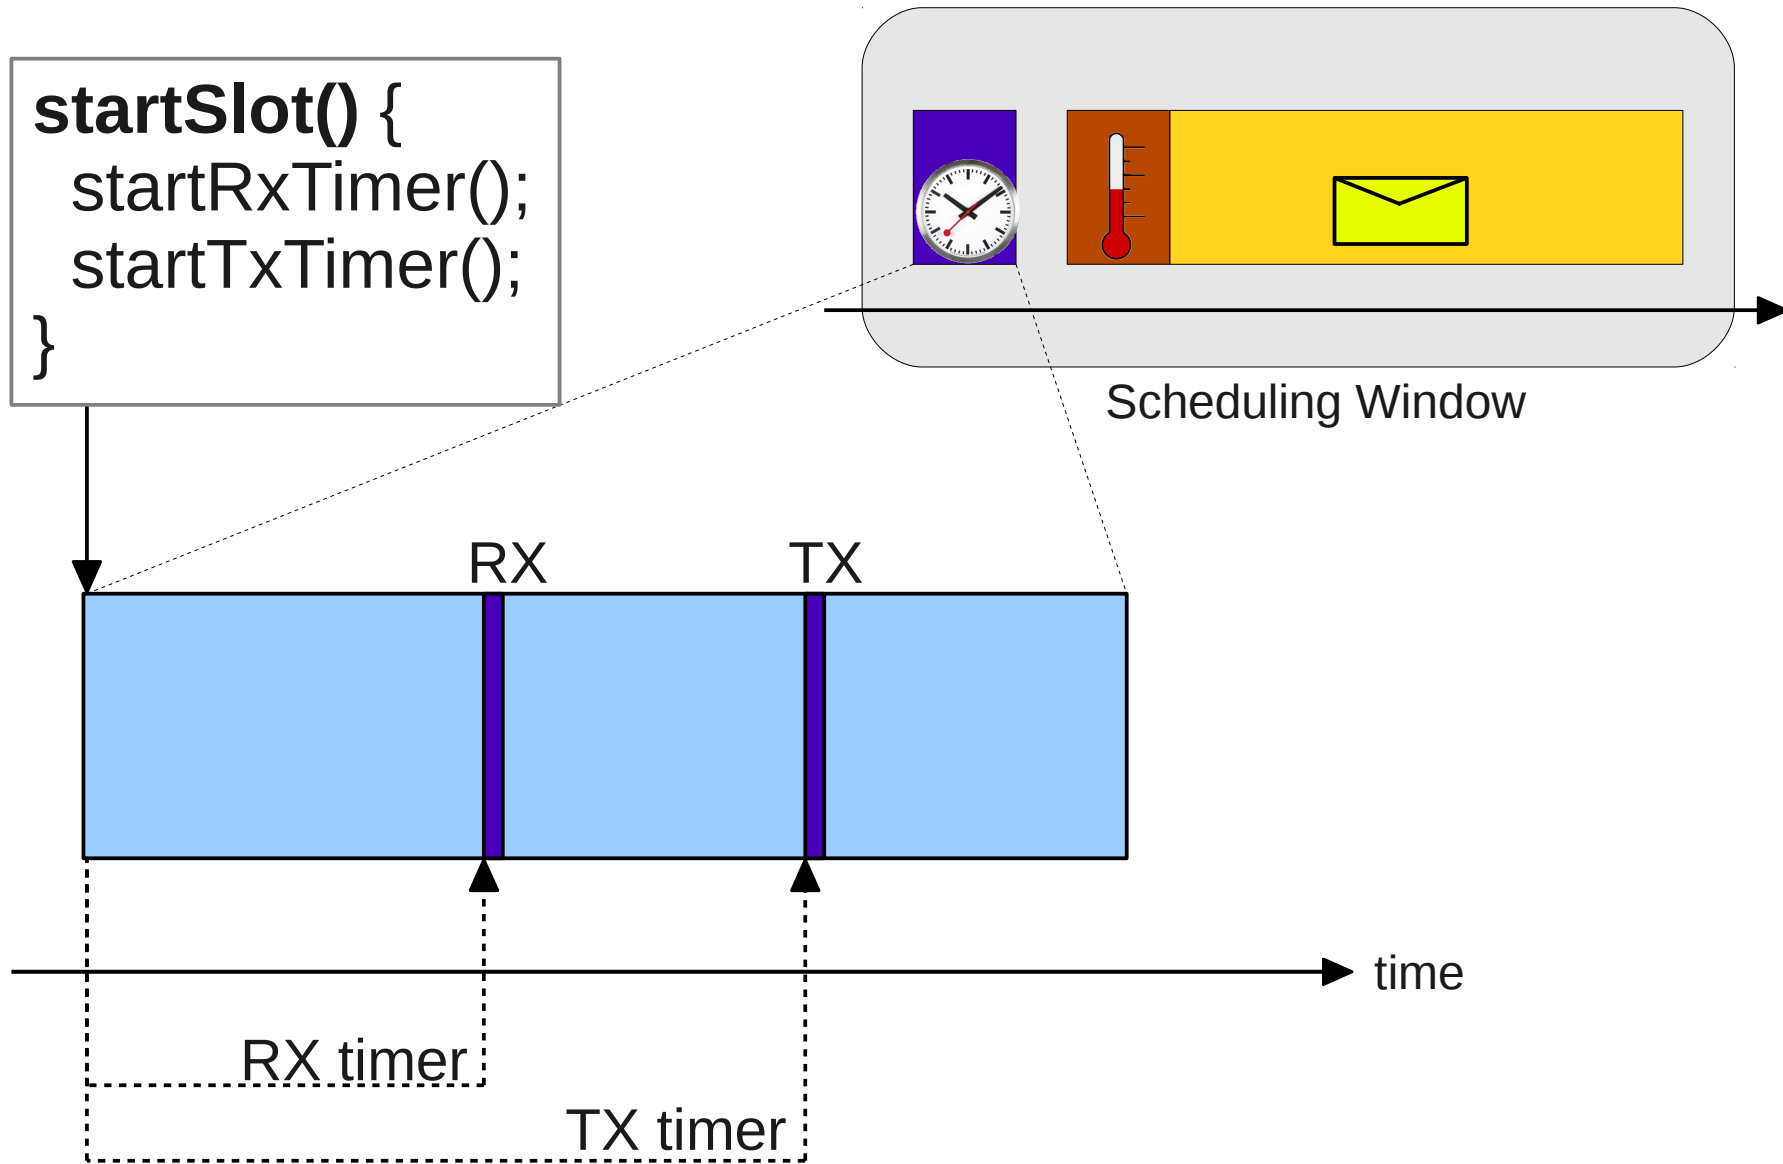 startSlot() {
startRxTimer();
startTxTimer();
}
Scheduling Window
RX
TX
time
RX timer
TX timer